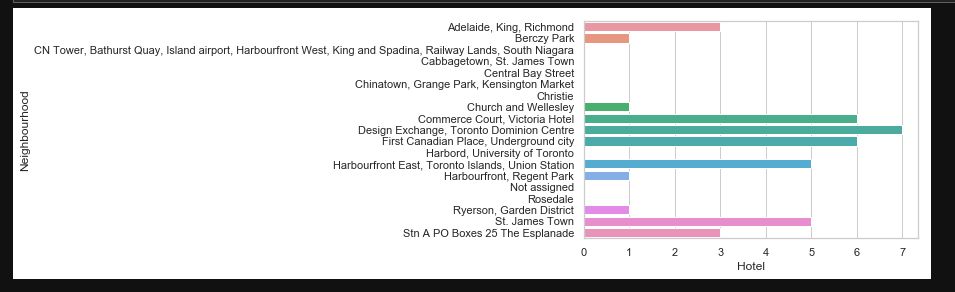 Adelaide, King, Richmond
Berczy Park
CN Tower, Bathurst Quay, Island airport, Harbourfront West, King and Spadina, Railway Lands, South Niagara
Cabbagetown, St. James Town
Central Bay Street
Chinatown, Grange Park, Kensington Market
Christie
Church and Wellesley
Commerce Court, Victoria Hotel
Design Exchange, Toronto Dominion Centre
First Canadian Place, Underground city
Harbord, University of Toronto
Harbourfront East, Toronto Islands, Union Station
Harbourfront, Regent Park
Not assigned
Rosedale
Ryerson, Garden District
St. James Town
Stn A PO Boxes 25 The Esplanade
Neighbourhood
0 1 2 3 4 5 6 7
Hotel